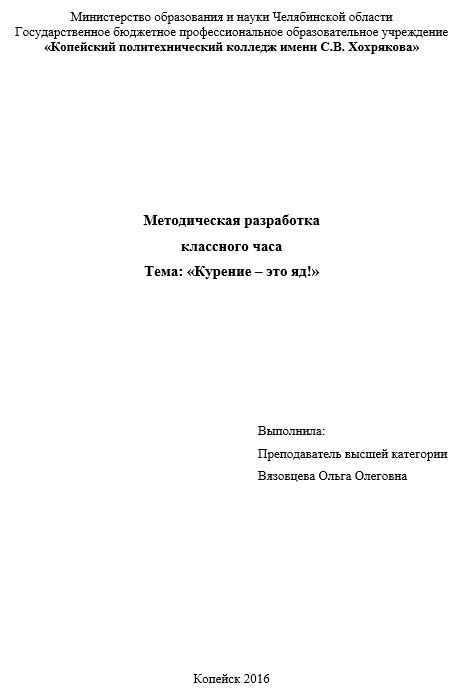 Министерство образования и науки Челябинской области
Государственное бюджетное профессиональное образовательное учреждение
«Копейский политехнический колледж имени С.В. Хохрякова»
Методическая разработка
классного часа
Тема: «Курение – это яд!»
Выполнила:
Преподаватель высшей категории
Вязовцева Ольга Олеговна
Копейск 2016